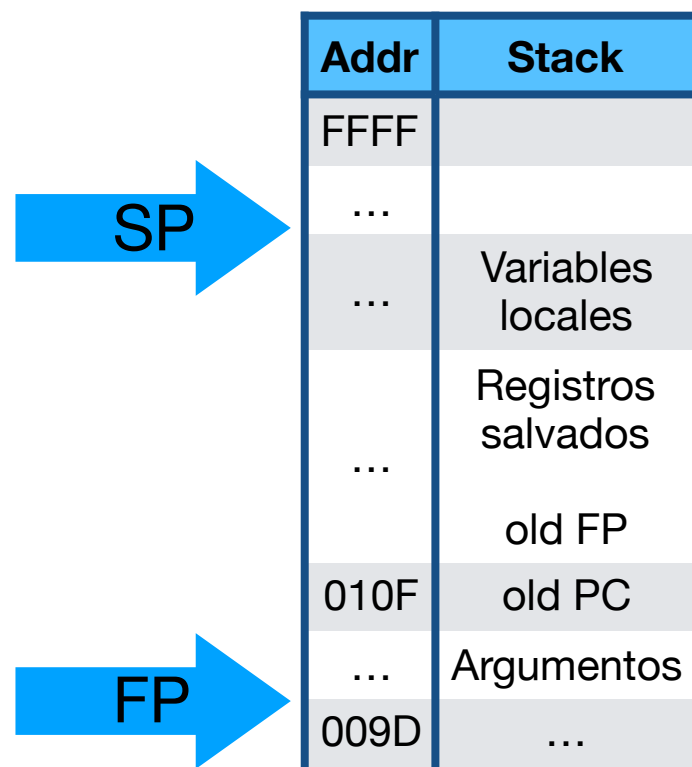 Addr Stack
FFFF
SP
...
... Variables
locales
Registros
salvados
...
old FP
010F old PC
FP
... Argumentos
009D ...